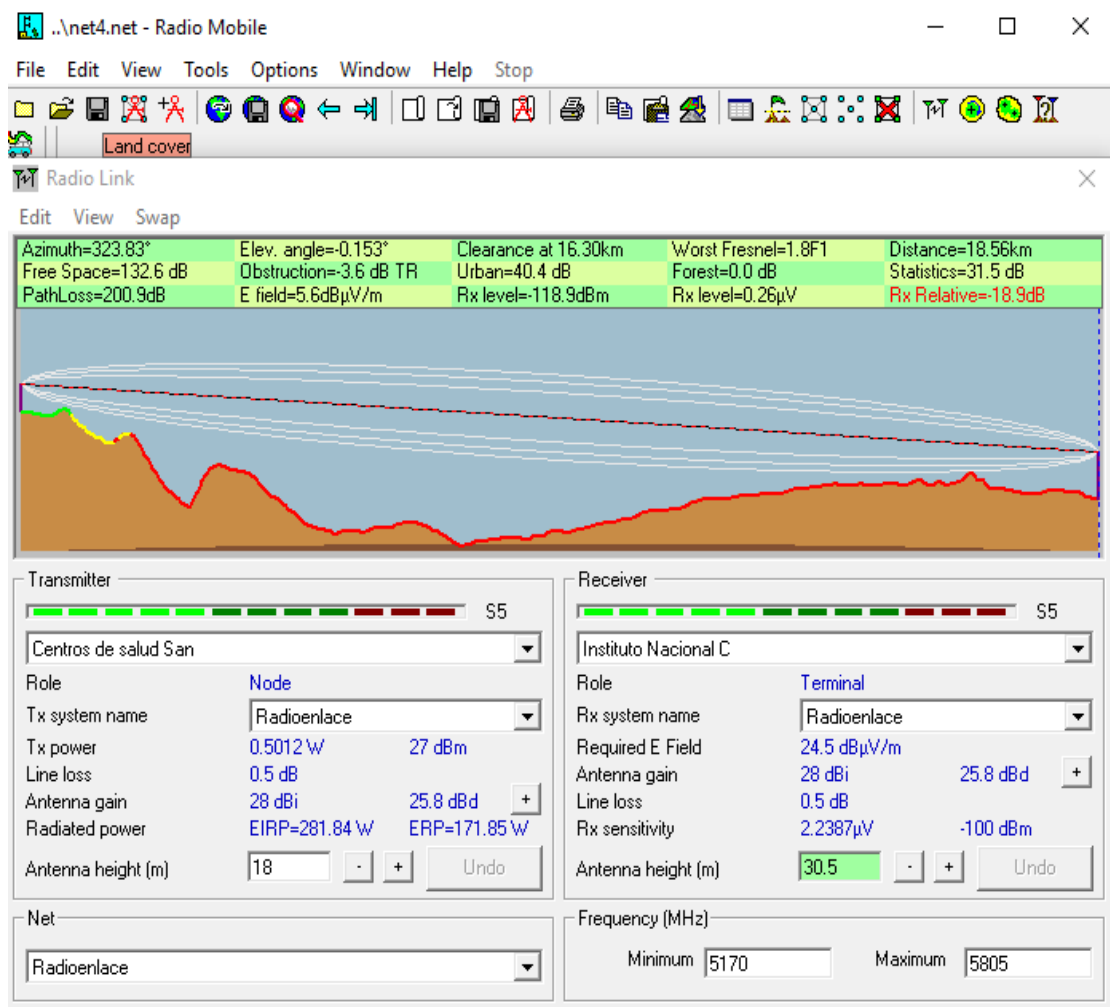 ..\net4.net - Radio Mobile
File Edit View Tools Options Window Help Stop
Land cover
Radio Link
Edit View Swap
Azimuth=323.83° Elev. angle=-0.153° Clearance at 16.30km Worst Fresnel=1.8F1 Distance=18.56km
Free Space=132.6 dB Obstruction=-3.6 dB TR Urban=40.4 dB Forest=0.0 dB Statistics=31.5 dB
PathLoss=200.9dB E field=5.6dBμV/m Rx level=-118.9dBm Rx level=0.26μV Rx Relative=-18.9dB
Transmitter
S5
Centros de salud San
Role Node
Tx system name Radioenlace
Tx power 0.5012 W 27 dBm
Line loss 0.5 dB
Antenna gain 28 dBi 25.8 dBd +
Radiated power EIRP=281.84 W ERP=171.85 W
Antenna height (m) 18 - + Undo
Receiver
S5
Instituto Nacional C
Role Terminal
Rx system name Radioenlace
Required E Field 24.5 dBμV/m
Antenna gain 28 dBi 25.8 dBd +
Line loss 0.5 dB
Rx sensitivity 2.2387μV -100 dBm
Antenna height (m) 30.5 - + Undo
Net
Radioenlace
Frequency (MHz)
Minimum 5170 Maximum 5805